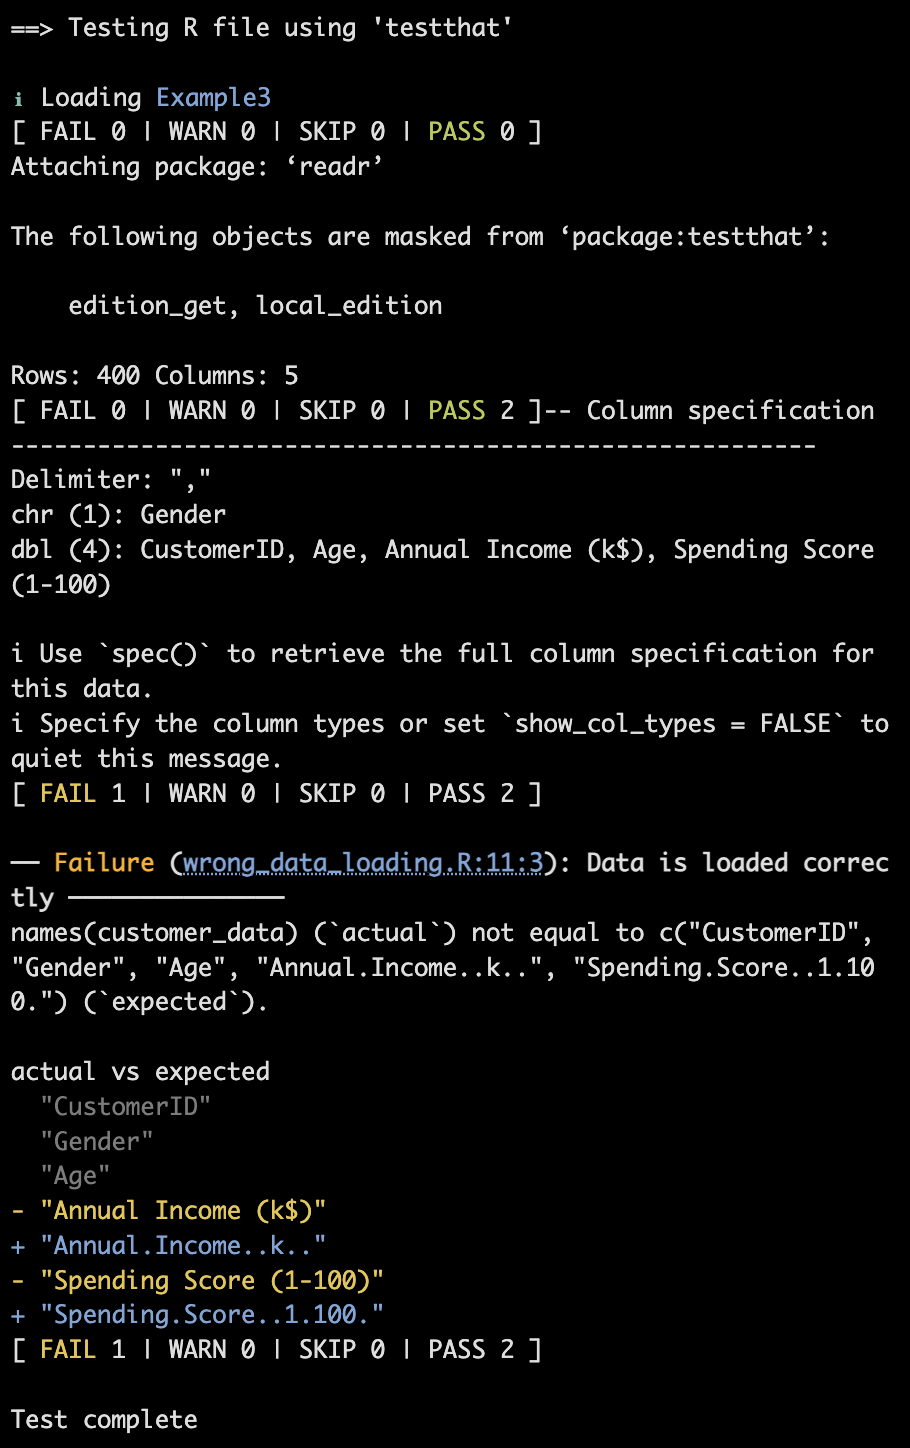 ==> Testing R file using 'testthat'
ℹ Loading Example3
[ FAIL 0 | WARN 0 | SKIP 0 | PASS 0 ]
Attaching package: ‘readr’
The following objects are masked from ‘package:testthat’:
edition_get, local_edition
Rows: 400 Columns: 5
[ FAIL 0 | WARN 0 | SKIP 0 | PASS 2 ]-- Column specification
--------------------------------------------------------
Delimiter: ","
chr (1): Gender
dbl (4): CustomerID, Age, Annual Income (k$), Spending Score
(1-100)
i Use `spec()` to retrieve the full column specification for
this data.
i Specify the column types or set `show_col_types = FALSE` to
quiet this message.
[ FAIL 1 | WARN 0 | SKIP 0 | PASS 2 ]
── Failure (wrong_data_loading.R:11:3): Data is loaded correc
tly ───────────────
names(customer_data) (`actual`) not equal to c("CustomerID",
"Gender", "Age", "Annual.Income..k..", "Spending.Score..1.10
0.") (`expected`).
actual vs expected
"CustomerID"
"Gender"
"Age"
- "Annual Income (k$)"
+ "Annual.Income..k.."
- "Spending Score (1-100)"
+ "Spending.Score..1.100."
[ FAIL 1 | WARN 0 | SKIP 0 | PASS 2 ]
Test complete